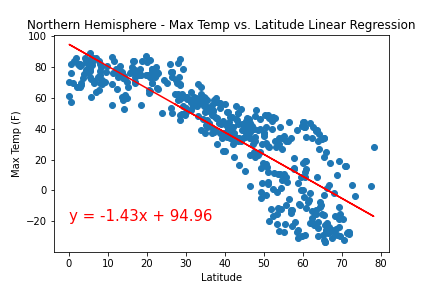 Northern Hemisphere - Max Temp vs. Latitude Linear Regression
100
80
60
40
20
0
−20
Max Temp (F)
y = -1.43x + 94.96
0 10 20 30 40 50 60 70 80
Latitude